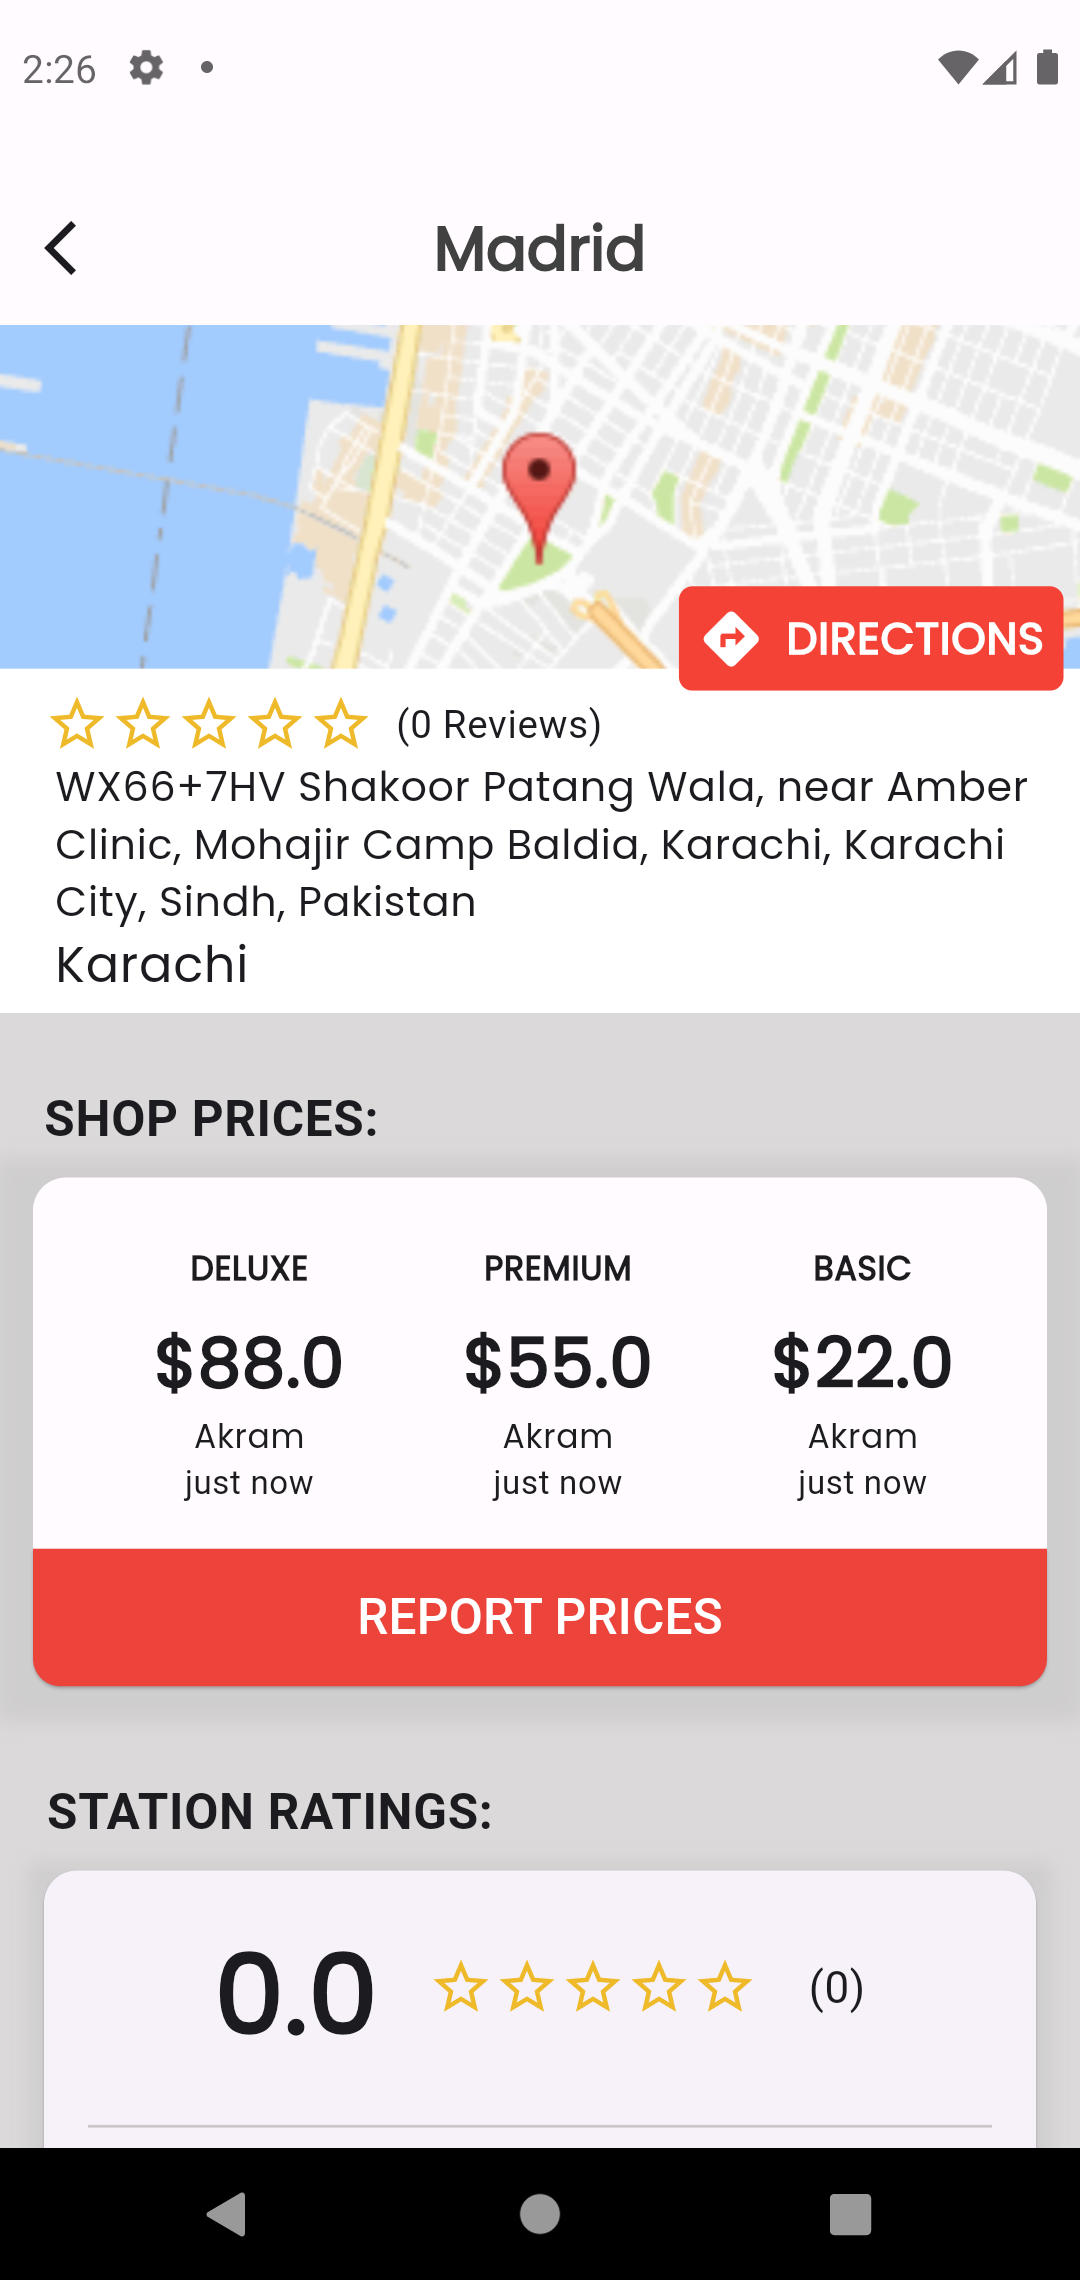 2:26
Madrid
DIRECTIONS
(0 Reviews)
WX66+7HV Shakoor Patang Wala, near Amber
Clinic, Mohajir Camp Baldia, Karachi, Karachi
City, Sindh, Pakistan
Karachi
SHOP PRICES:
DELUXE PREMIUM BASIC
$88.0 $55.0 $22.0
Akram Akram Akram
just now just now just now
REPORT PRICES
STATION RATINGS:
0.0 (0)